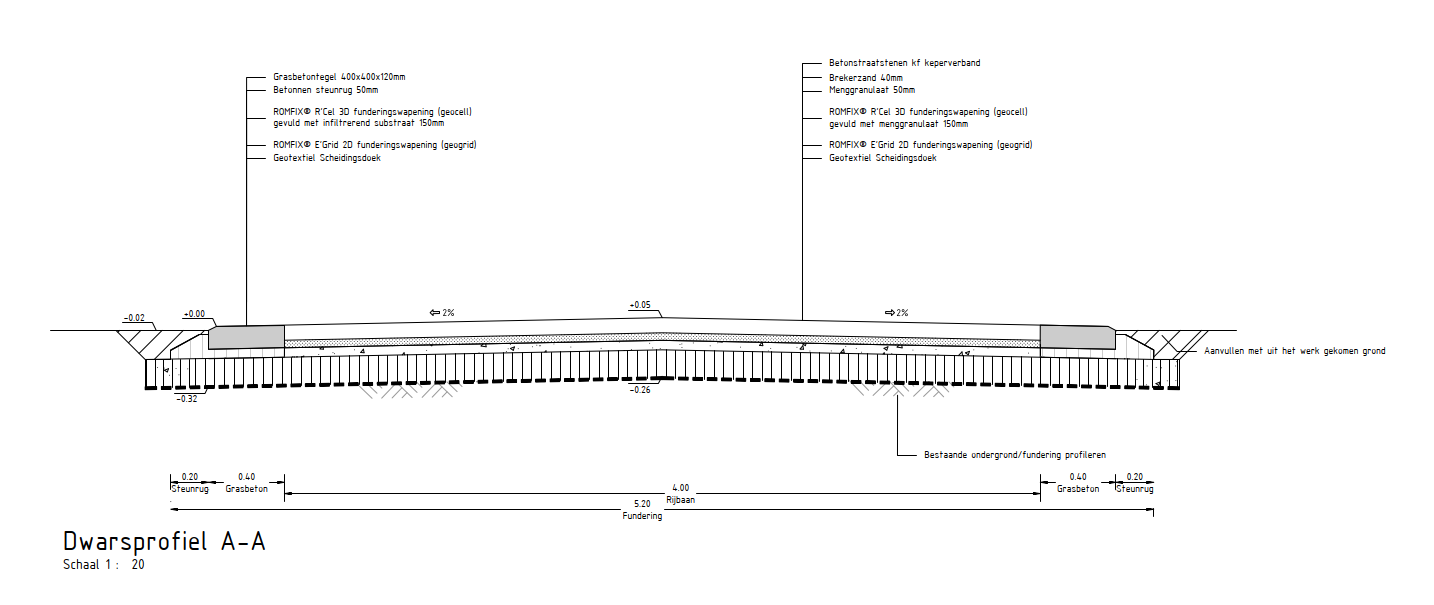 Betonstraatstenen kf keperverband
Grasbetontegel 400x400x120mm
Brekerzand 40mm
Betonnen steunrug 50mm
Menggranulaat 50mm
ROMFIX® R'Cel 3D funderingswapening (geocell)
gevuld met infiltrerend substraat 150mm
ROMFIX® R'Cel 3D funderingswapening (geocell)
gevuld met menggranulaat 150mm
ROMFIX® E'Grid 2D funderingswapening (geogrid)
ROMFIX® E'Grid 2D funderingswapening (geogrid)
Geotextiel Scheidingsdoek
Geotextiel Scheidingsdoek
+0.05
-0.02
+0.00
2%
2%
Aanvullen met uit het werk gekomen grond
-0.26
-0.32
Bestaande ondergrond/fundering profileren
0.20
Steunrug
0.40
Grasbeton
4.00
Rijbaan
0.40
Grasbeton
0.20
Steunrug
5.20
Fundering
Dwarsprofiel A-A
Schaal 1 : 20